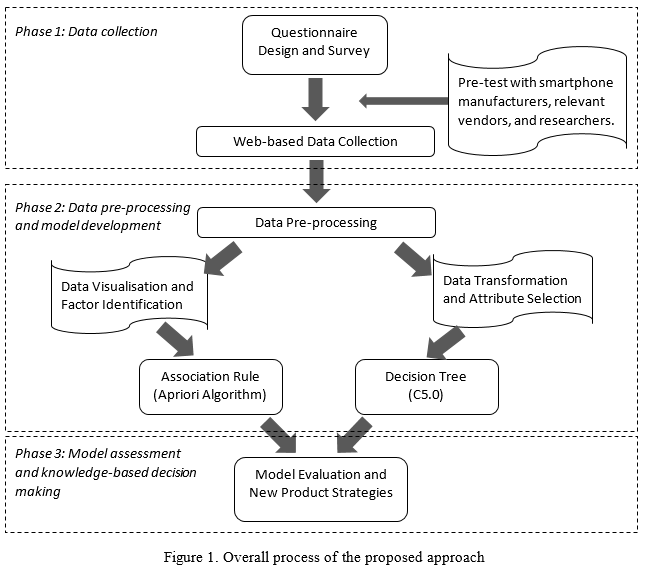 Phase 1: Data collection
Questionnaire
Design and Survey
Pre-test with smartphone
manufacturers, relevant
vendors, and researchers.
Web-based Data Collection
Phase 2: Data pre-processing
and model development
Data Pre-processing
Data Visualisation and
Factor Identification
Data Transformation
and Attribute Selection
Association Rule
(Apriori Algorithm)
Decision Tree
(C5.0)
Phase 3: Model assessment
and knowledge-based decision
making
Model Evaluation and
New Product Strategies
Figure 1. Overall process of the proposed approach